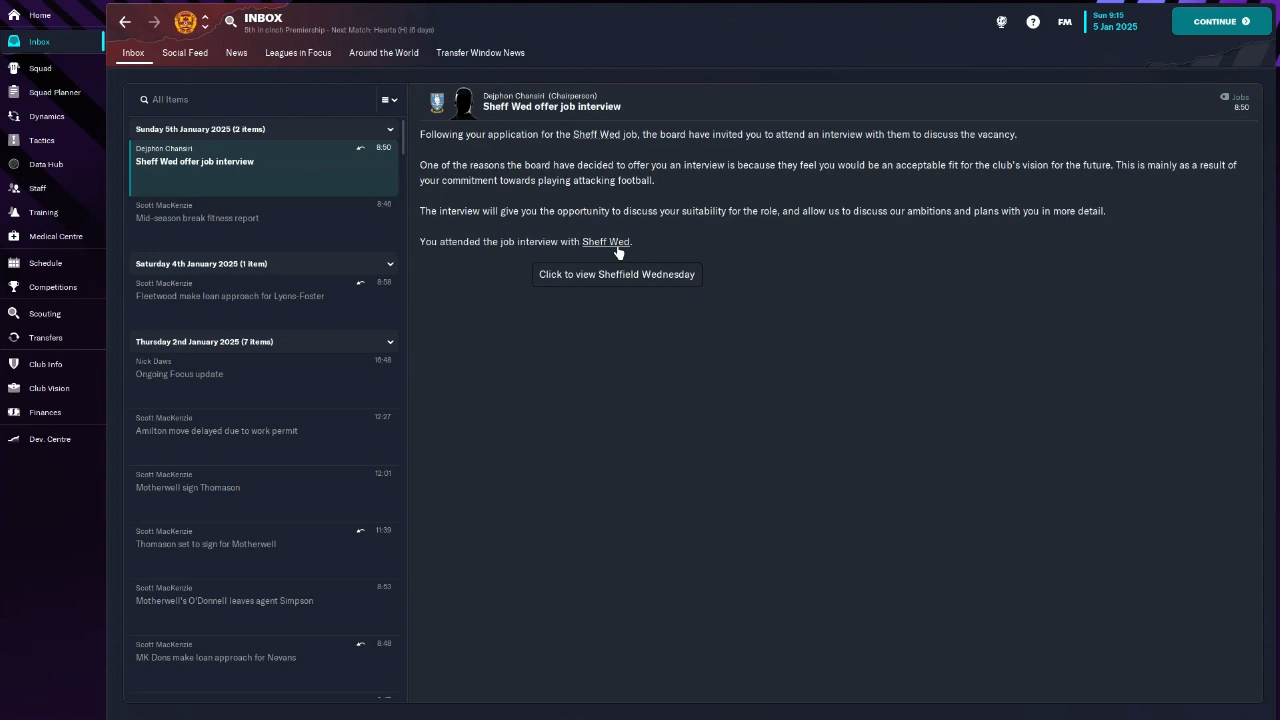 Home
Inbox
Squad
Squad Planner
Dynamics
Tactics
Data Hub
Staff
Training
Medical Centre
Schedule
Competitions
Scouting
Transfers
Club Info
Club Vision
Finances
Dev. Centre
INBOX
5th in cinch Premiership - Next Match: Hearts (H) (6 days)
FM
Sun 9:15
5 Jan 2025
CONTINUE
Inbox
Social Feed
News
Leagues in Focus
Around the World
Transfer Window News
All Items
Sunday 5th January 2025 (2 items)
Dejphon Chansiri 8:50
Sheff Wed offer job interview
Scott MacKenzie 8:46
Mid-season break fitness report
Saturday 4th January 2025 (1 item)
Scott MacKenzie 8:58
Fleetwood make loan approach for Lyons-Foster
Thursday 2nd January 2025 (7 items)
Nick Daws 16:48
Ongoing Focus update
Scott MacKenzie 12:27
Amilton move delayed due to work permit
Scott MacKenzie 12:01
Motherwell sign Thomason
Scott MacKenzie 11:39
Thomason set to sign for Motherwell
Scott MacKenzie 8:53
Motherwell's O'Donnell leaves agent Simpson
Scott MacKenzie 8:48
MK Dons make loan approach for Nevans
Dejphon Chansiri (Chairperson)
Sheff Wed offer job interview
Jobs
8:50
Following your application for the Sheff Wed job, the board have invited you to attend an interview with them to discuss the vacancy.
One of the reasons the board have decided to offer you an interview is because they feel you would be an acceptable fit for the club's vision for the future. This is mainly as a result of
your commitment towards playing attacking football.
The interview will give you the opportunity to discuss your suitability for the role, and allow us to discuss our ambitions and plans with you in more detail.
You attended the job interview with Sheff Wed.
Click to view Sheffield Wednesday